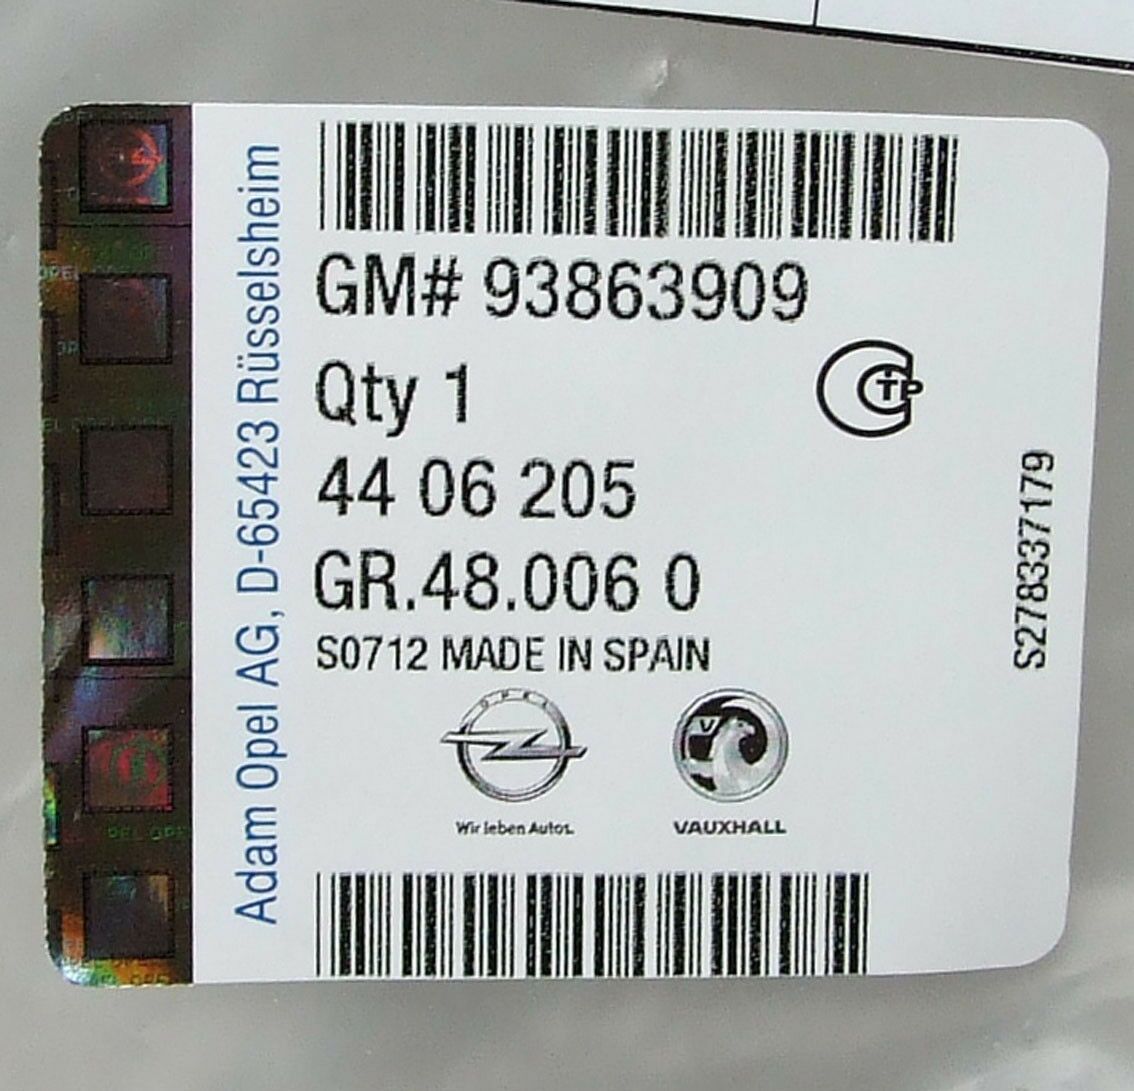 Adam Opel AG, D-65423 Rüsselsheim
GM# 93863909
Qty 1
44 06 205
GR.48.006 0
S0712 MADE IN SPAIN
S278337179
OPEL
Wir leben Autos.
V
VAUXHALL